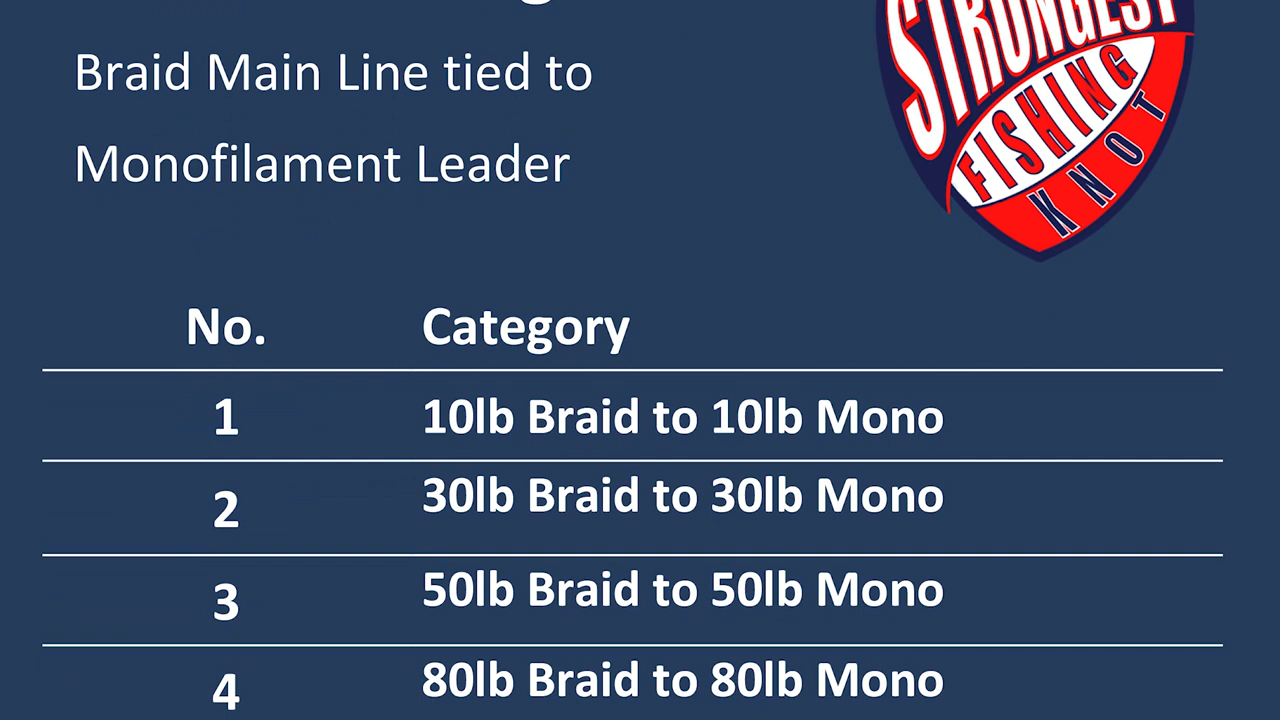 STRONGEST
FISHING
KNOT
Braid Main Line tied to
Monofilament Leader
No. Category
1 10lb Braid to 10lb Mono
2 30lb Braid to 30lb Mono
3 50lb Braid to 50lb Mono
4 80lb Braid to 80lb Mono